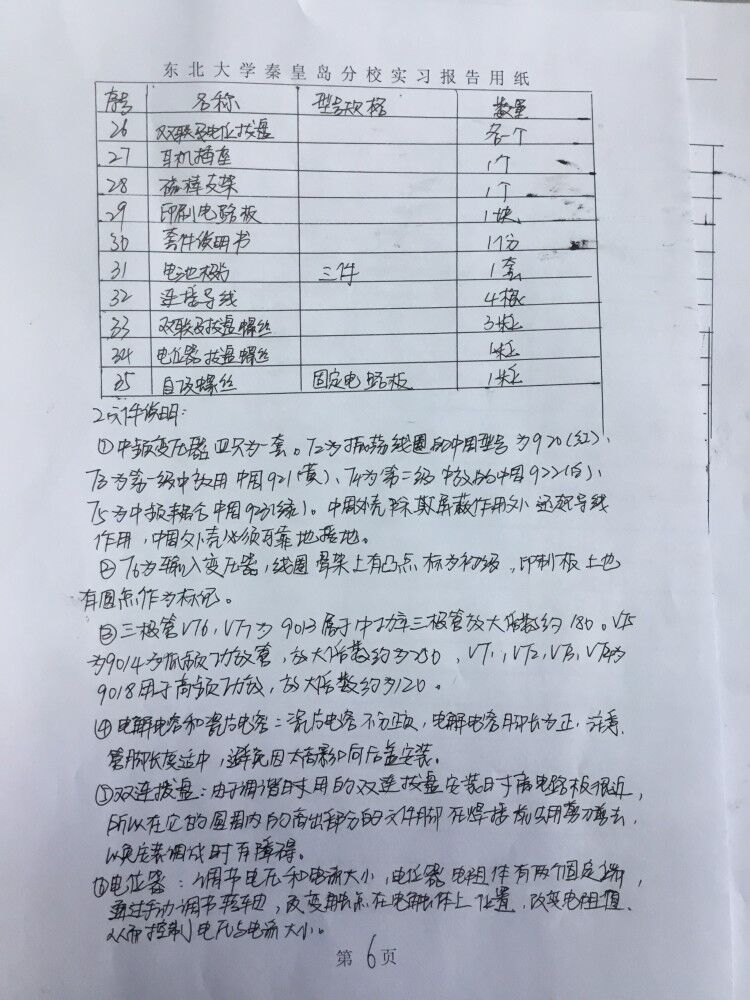 东北大学秦皇岛分校实习报告用纸
序号 名称 型号规格 数量
26 双联及电位拨盘 各一个
27 耳机插座 1个
28 磁棒支架 1个
29 印刷电路板 1块
30 套件说明书 1份
31 电池极片 三件 1套
32 连接导线 4根
33 双联及拨盘螺丝 3粒
34 电位器拨盘螺丝 1粒
35 自攻螺丝 固定电路板 1粒
2.元件说明:
①中频变压器四只为一套。T2为振荡线圈的中周型号为920(红)、
T3为第一级中放用中周921(黄)、T4为第二级中放的中周922(白)、
T5为中频耦合中周923(绿)。中周外壳除起屏蔽作用外还起导线
作用,中周外壳必须可靠地接地。
②T6为输入变压器,线圈骨架上有凸点标为初级,印制板上也
有圆点作为标记。
③三极管VT6,VT7为9013属于中功率三极管放大倍数约180。VT5
为9014为低频功放管,放大倍数约为250,VT1,VT2,VT3,VT4为
9018用于高频功放,放大倍数约为120。
④电解电容和瓷片电容:瓷片电容不分正负,电解电容脚长为正,注意
管脚长度适中,避免因太高影响后盖安装。
⑤双连拨盘:由于调谐时用的双连拨盘安装时离电路板很近,
所以在它的圆周内的高出部分的元件脚在焊接前先用剪刀剪去,
以免安装调试时有障碍。
⑥电位器:调节电压和电流大小,电位器电阻体有两个固定端,
通过手动调节转轴,改变触点在电阻体上位置,改变电阻值、
从而控制电压与电流大小。
第6页